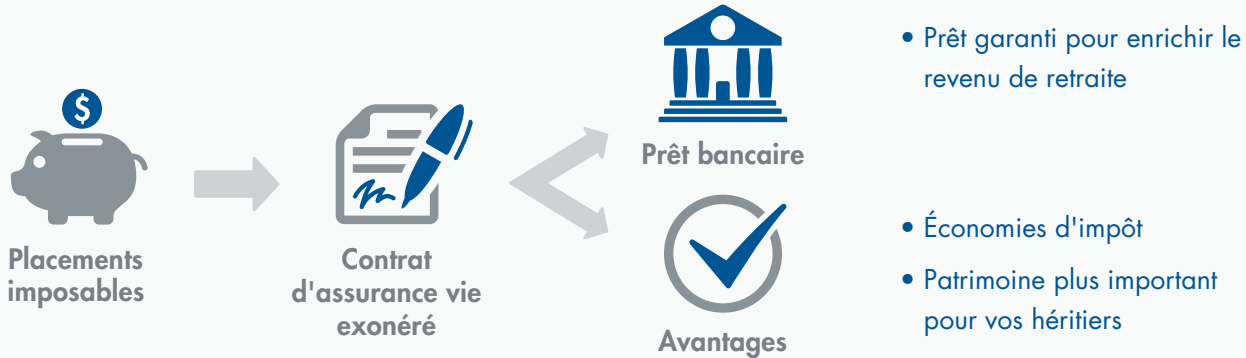 $
Placements
imposables
Contrat
d'assurance vie
exonéré
Prêt bancaire
• Prêt garanti pour enrichir le
revenu de retraite
Avantages
• Économies d'impôt
• Patrimoine plus important
pour vos héritiers